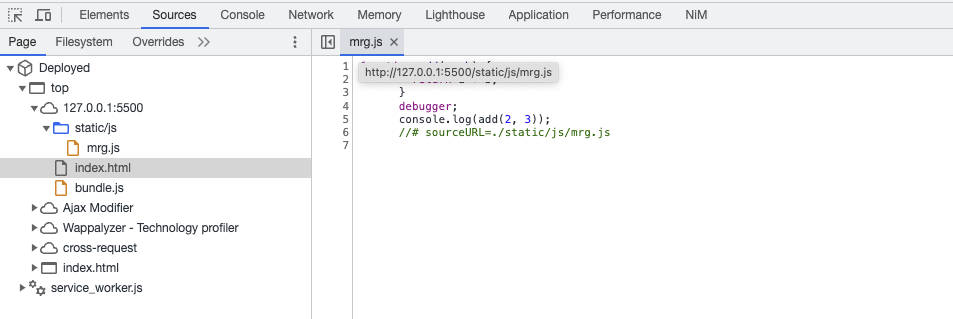 Elements Sources Console Network Memory Lighthouse Application Performance NiM
Page Filesystem Overrides
mrg.js ×
Deployed
top
127.0.0.1:5500
static/js
mrg.js
index.html
bundle.js
Ajax Modifier
Wappalyzer - Technology profiler
cross-request
index.html
service_worker.js
http://127.0.0.1:5500/static/js/mrg.js
1
2
3 }
4 debugger;
5 console.log(add(2, 3));
6 //# sourceURL=./static/js/mrg.js
7